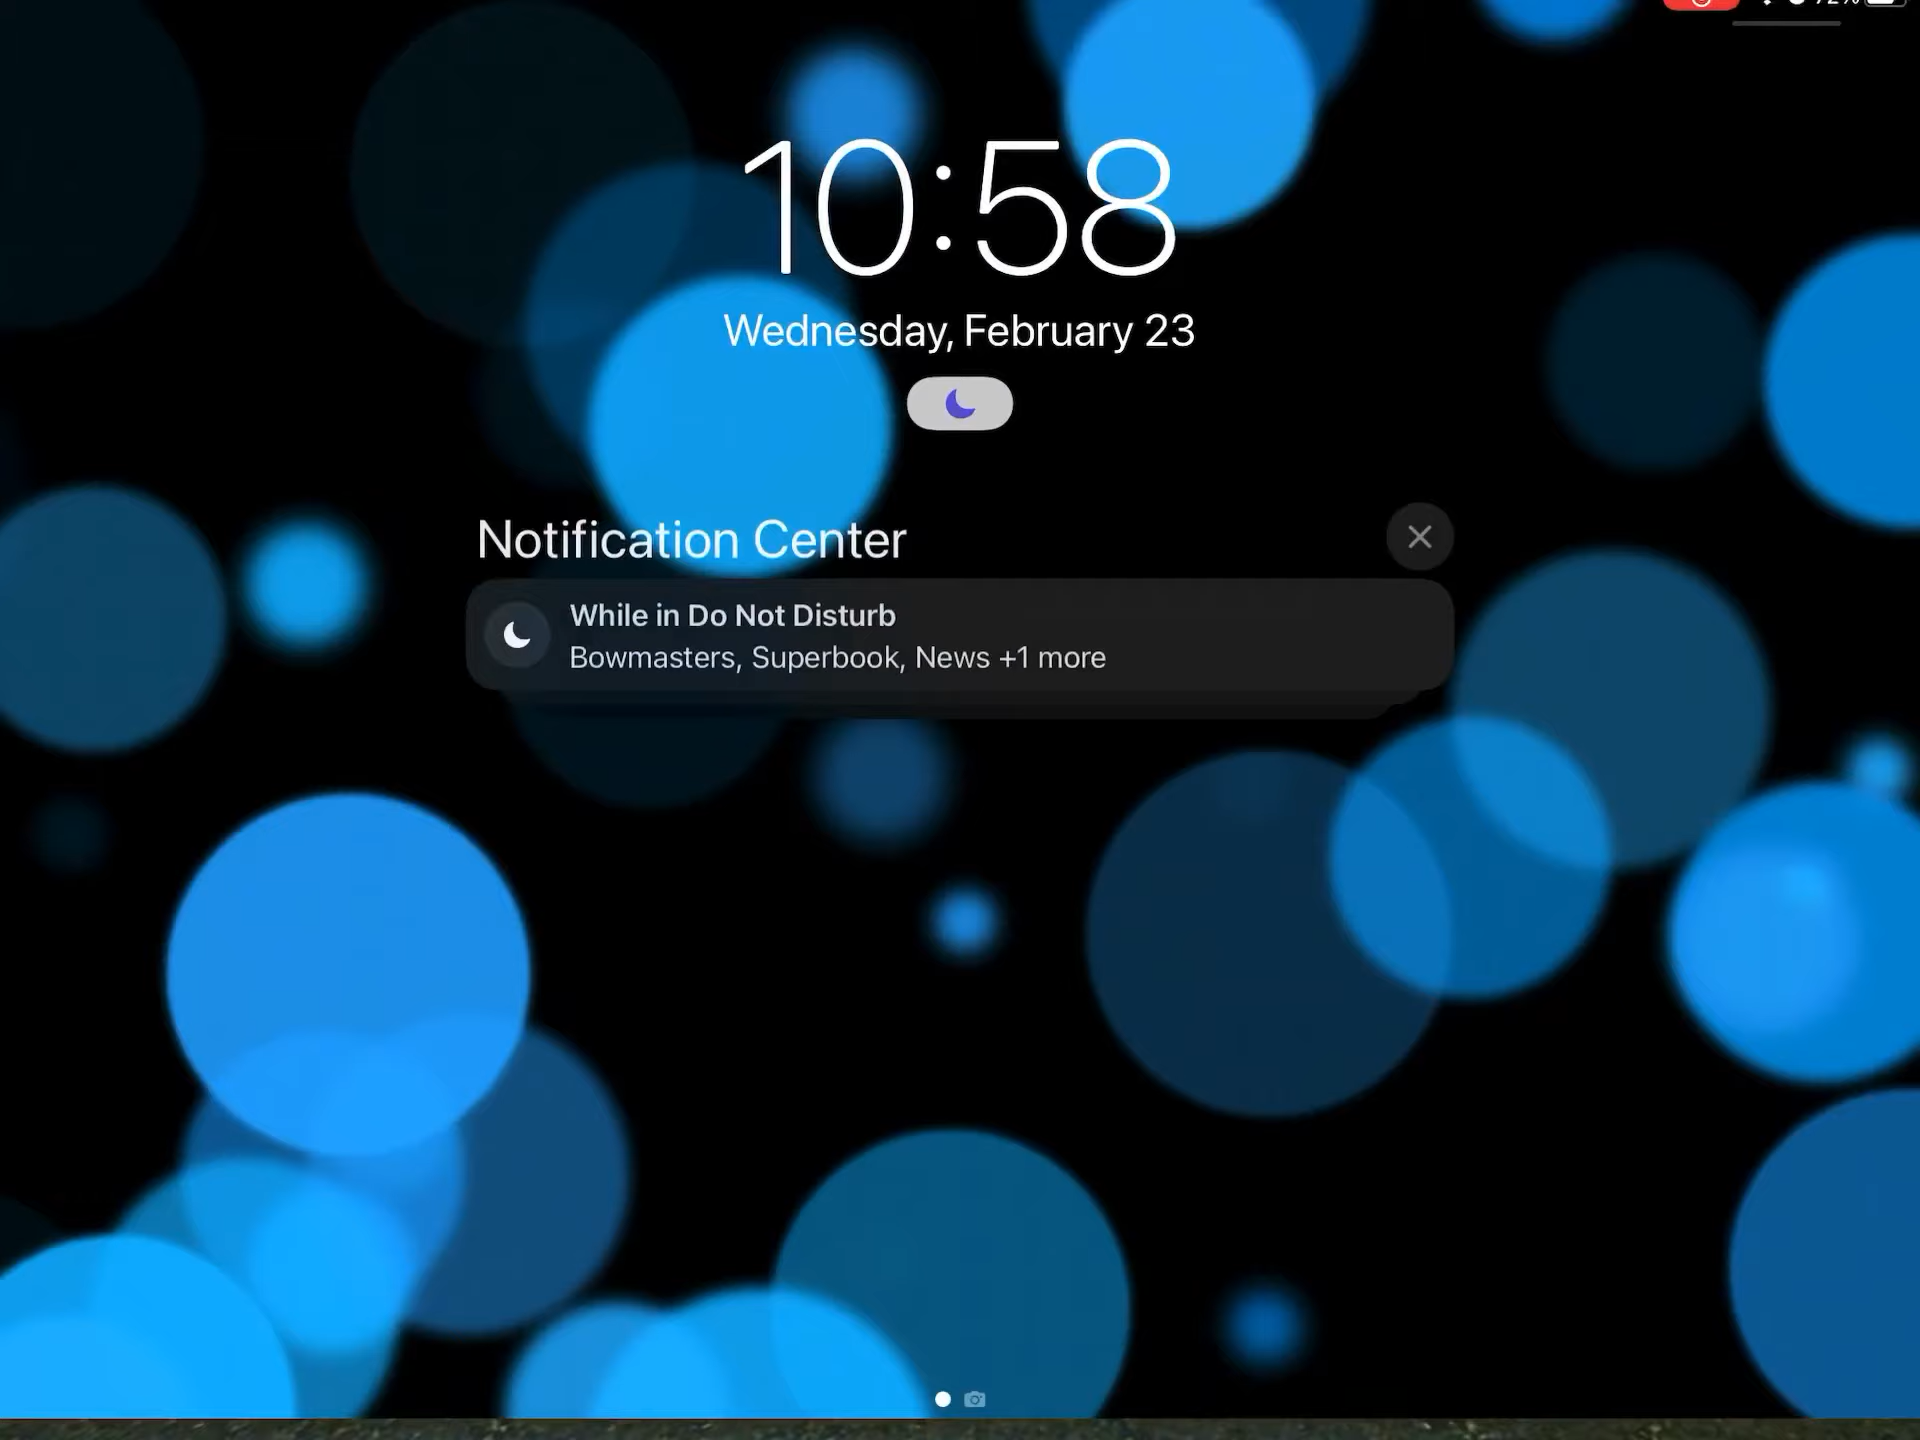 10:58
Wednesday, February 23
Notification Center
While in Do Not Disturb
Bowmasters, Superbook, News +1 more